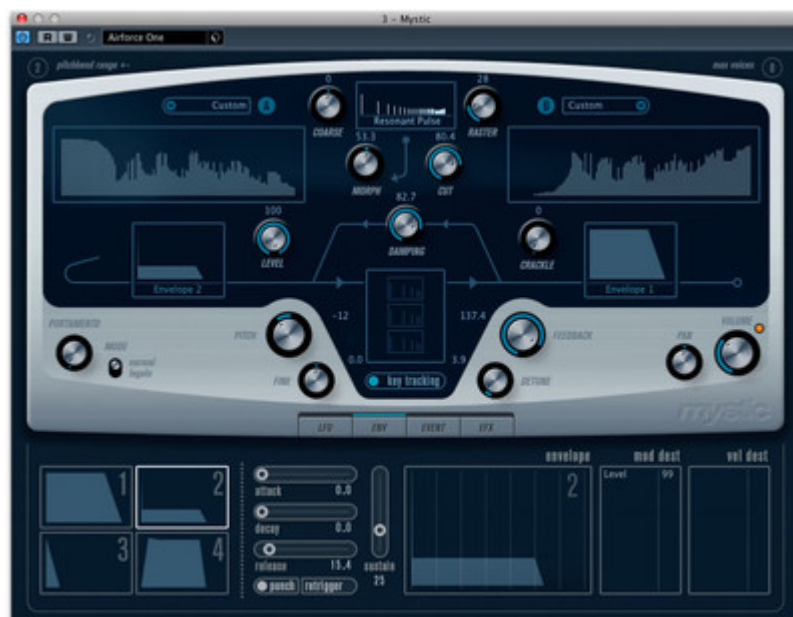 3 - Mystic
R W Airforce One
2 pitchbend range max voices 8
Custom A
0
COARSE
Resonant Pulse
28
RASTER
B Custom
53.3
MORPH
80.4
CUT
82.7
DAMPING
100
LEVEL
0
CRACKLE
Envelope 2
Envelope 1
PORTAMENTO
MODE
normal
legato
PITCH
-12
137.4
FEEDBACK
PAN
VOLUME
FINE
0.0
3.9
DETUNE
key tracking
mystic
LFO ENV EVENT EFX
1 2
3 4
attack 0.0
decay 0.0
release 15.4
punch retrigger
sustain
25
envelope
2
mod dest
Level 99
vel dest